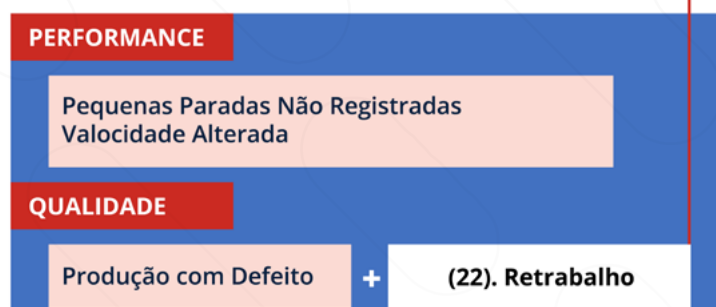 PERFORMANCE
Pequenas Paradas Não Registradas
Valocidade Alterada
QUALIDADE
Produção com Defeito + (22). Retrabalho